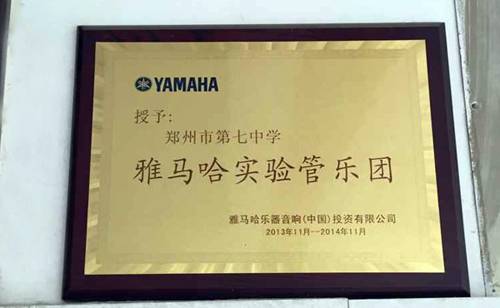 YAMAHA
授予:
郑州市第七中学
雅马哈实验管乐团
雅马哈乐器音响(中国)投资有限公司
2013年11月--2014年11月